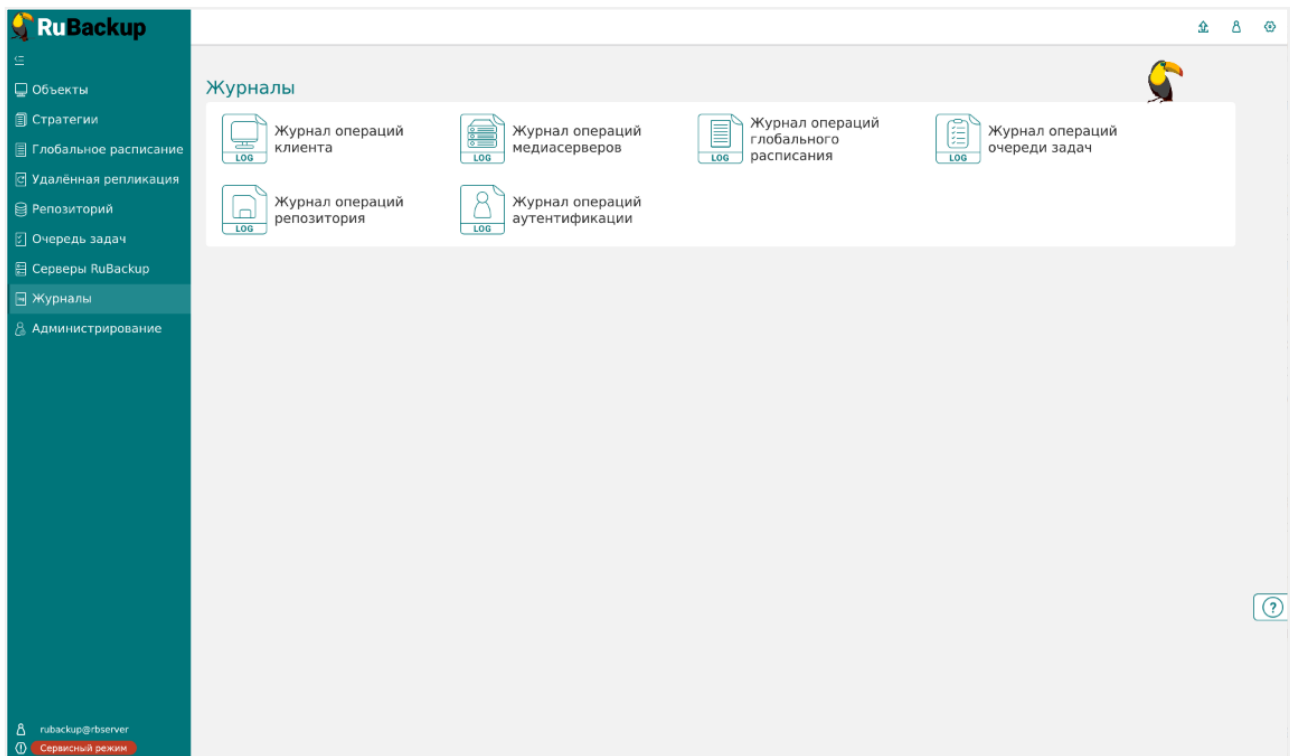 RuBackup
Объекты
Стратегии
Глобальное расписание
Удалённая репликация
Репозиторий
Очередь задач
Серверы RuBackup
Журналы
Администрирование
rubackup@rbserver
Сервисный режим
Журналы
LOG
Журнал операций
клиента
LOG
Журнал операций
медиасерверов
LOG
Журнал операций
глобального
расписания
LOG
Журнал операций
очереди задач
LOG
Журнал операций
репозитория
LOG
Журнал операций
аутентификации
?